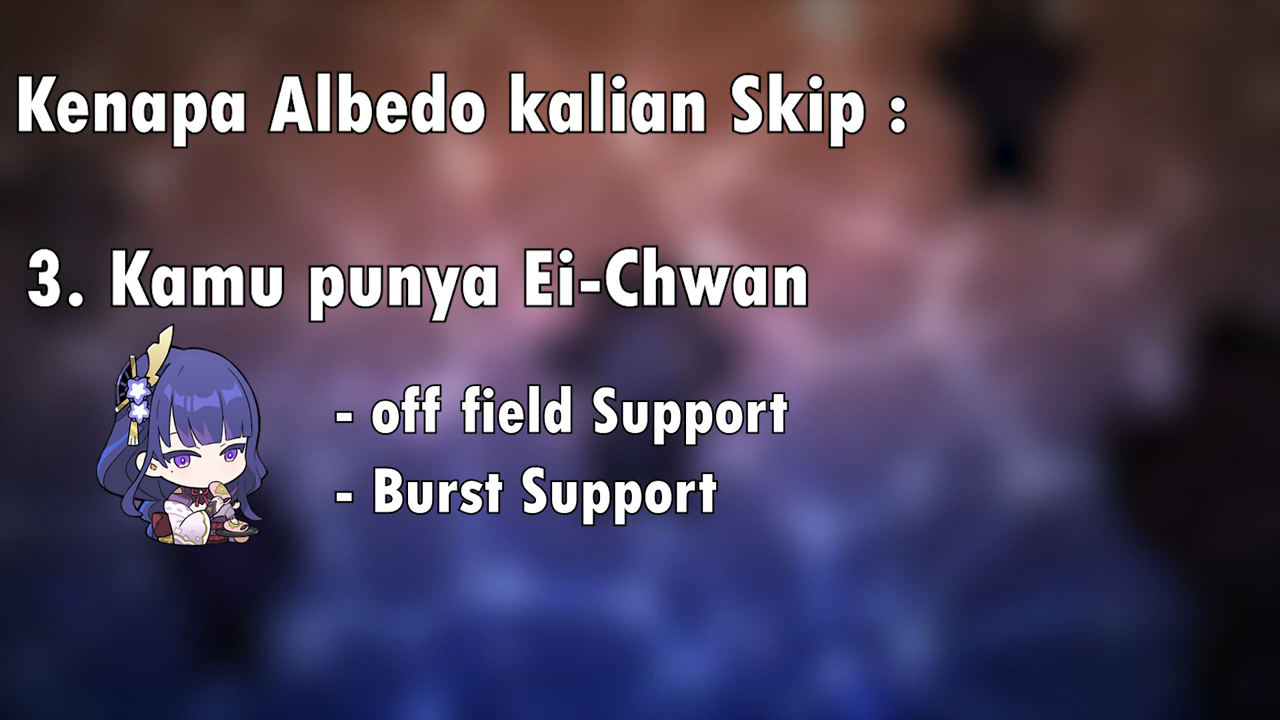 Kenapa Albedo kalian Skip :
3. Kamu punya Ei-Chwan
- off field Support
- Burst Support